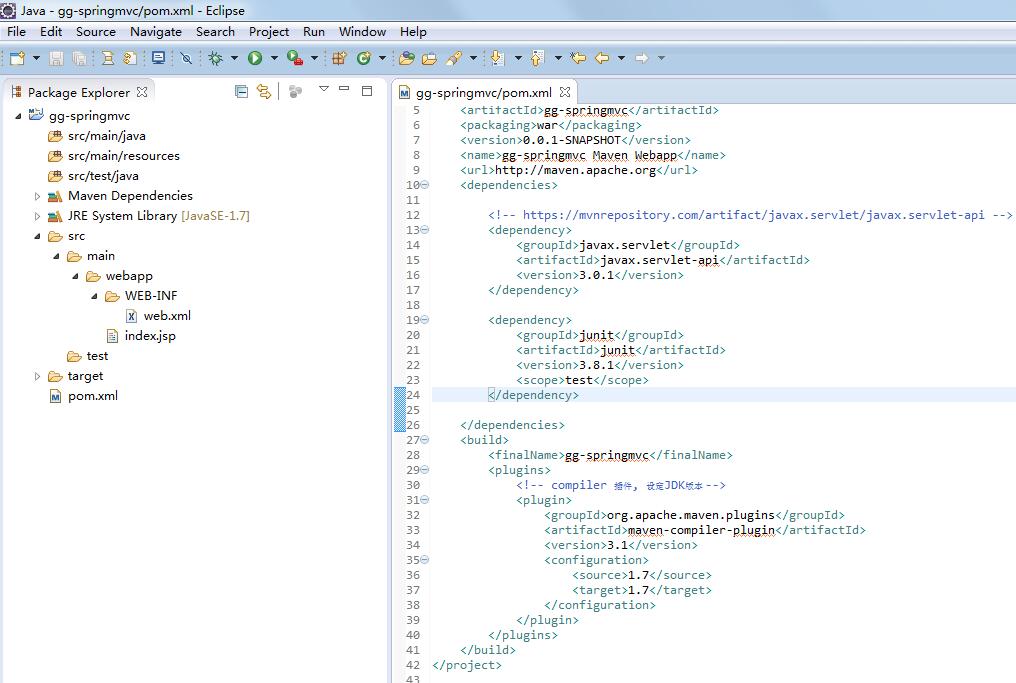 Java - gg-springmvc/pom.xml - Eclipse
File Edit Source Navigate Search Project Run Window Help
Package Explorer
gg-springmvc
src/main/java
src/main/resources
src/test/java
Maven Dependencies
JRE System Library [JavaSE-1.7]
src
main
webapp
WEB-INF
web.xml
index.jsp
test
target
pom.xml
gg-springmvc/pom.xml
5 <artifactId>gg-springmvc</artifactId>
6 <packaging>war</packaging>
7 <version>0.0.1-SNAPSHOT</version>
8 <name>gg-springmvc Maven Webapp</name>
9 <url>http://maven.apache.org</url>
10 <dependencies>
11
12 <!-- https://mvnrepository.com/artifact/javax.servlet/javax.servlet-api -->
13 <dependency>
14 <groupId>javax.servlet</groupId>
15 <artifactId>javax.servlet-api</artifactId>
16 <version>3.0.1</version>
17 </dependency>
18
19 <dependency>
20 <groupId>junit</groupId>
21 <artifactId>junit</artifactId>
22 <version>3.8.1</version>
23 <scope>test</scope>
24 </dependency>
25
26 </dependencies>
27 <build>
28 <finalName>gg-springmvc</finalName>
29 <plugins>
30 <!-- compiler 插件, 设定JDK版本 -->
31 <plugin>
32 <groupId>org.apache.maven.plugins</groupId>
33 <artifactId>maven-compiler-plugin</artifactId>
34 <version>3.1</version>
35 <configuration>
36 <source>1.7</source>
37 <target>1.7</target>
38 </configuration>
39 </plugin>
40 </plugins>
41 </build>
42 </project>
43